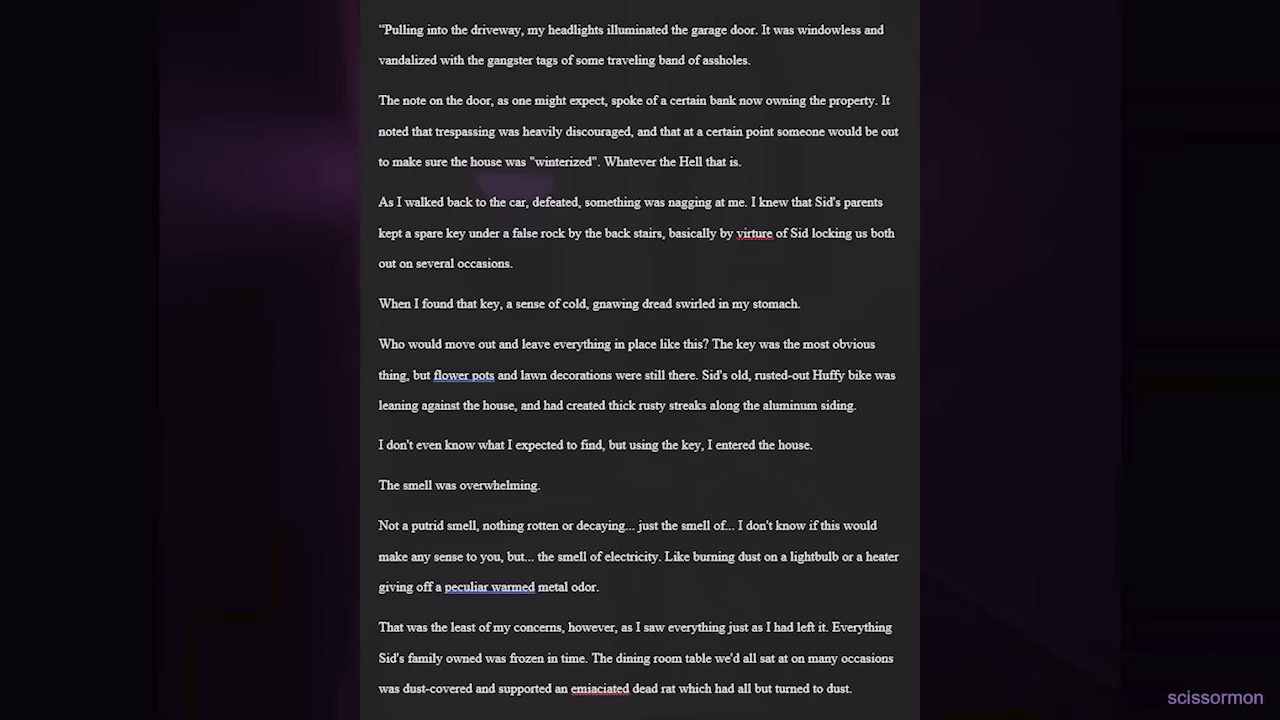 “Pulling into the driveway, my headlights illuminated the garage door. It was windowless and
vandalized with the gangster tags of some traveling band of assholes.
The note on the door, as one might expect, spoke of a certain bank now owning the property. It
noted that trespassing was heavily discouraged, and that at a certain point someone would be out
to make sure the house was "winterized". Whatever the Hell that is.
As I walked back to the car, defeated, something was nagging at me. I knew that Sid's parents
kept a spare key under a false rock by the back stairs, basically by virture of Sid locking us both
out on several occasions.
When I found that key, a sense of cold, gnawing dread swirled in my stomach.
Who would move out and leave everything in place like this? The key was the most obvious
thing, but flower pots and lawn decorations were still there. Sid's old, rusted-out Huffy bike was
leaning against the house, and had created thick rusty streaks along the aluminum siding.
I don't even know what I expected to find, but using the key, I entered the house.
The smell was overwhelming.
Not a putrid smell, nothing rotten or decaying... just the smell of... I don't know if this would
make any sense to you, but... the smell of electricity. Like burning dust on a lightbulb or a heater
giving off a peculiar warmed metal odor.
That was the least of my concerns, however, as I saw everything just as I had left it. Everything
Sid's family owned was frozen in time. The dining room table we'd all sat at on many occasions
was dust-covered and supported an emiaciated dead rat which had all but turned to dust.
scissormon